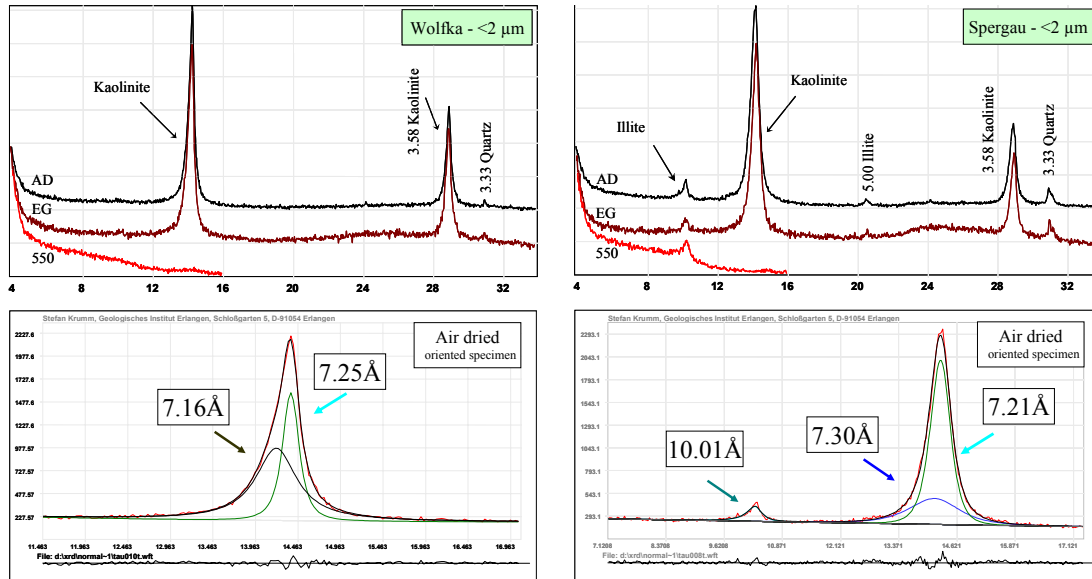 Wolfka - <2 µm
Kaolinite
3.58 Kaolinite
3.33 Quartz
AD
EG
550
4 8 12 16 20 24 28 32
Spergau - <2 µm
Kaolinite
Illite
5.00 Illite
3.58 Kaolinite
3.33 Quartz
AD
EG
550
4 8 12 16 20 24 28 32
Stefan Krumm, Geologisches Institut Erlangen, Schloßgarten 5, D-91054 Erlangen
Air dried
oriented specimen
2227.6
1977.6
1727.6
1477.6
1227.6
977.57
727.57
477.57
227.57
7.25Å
7.16Å
11.463 11.963 12.463 12.963 13.463 13.963 14.463 14.963 15.463 15.963 16.463 16.963
File: d:\xrd\normal~1\tau010t.wft
Stefan Krumm, Geologisches Institut Erlangen, Schloßgarten 5, D-91054 Erlangen
Air dried
oriented specimen
2293.1
2043.1
1793.1
1543.1
1293.1
1043.1
793.1
543.1
293.1
7.21Å
7.30Å
10.01Å
7.1208 8.3708 9.6208 10.871 12.121 13.371 14.621 15.871 17.121
File: d:\xrd\normal~1\tau008t.wft